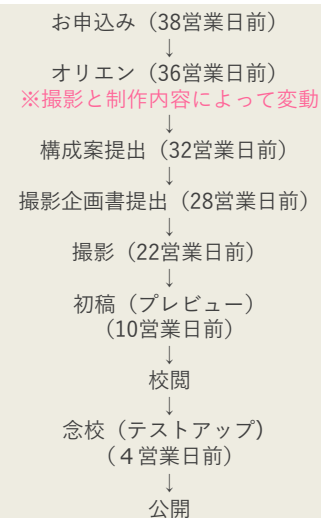 お申込み（38営業日前）
↓
オリエン（36営業日前）
※撮影と制作内容によって変動
↓
構成案提出（32営業日前）
↓
撮影企画書提出（28営業日前）
↓
撮影（22営業日前）
↓
初稿（プレビュー）
（10営業日前）
↓
校閲
↓
念校（テストアップ)
（４営業日前）
↓
公開